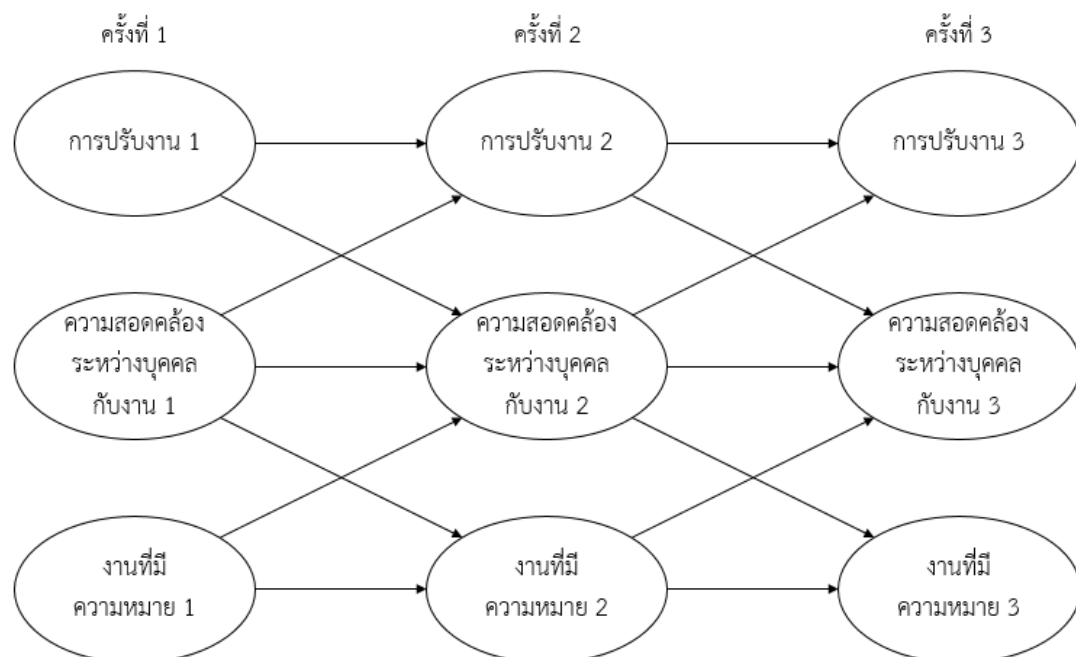 ครั้งที่ 1
ครั้งที่ 2
ครั้งที่ 3
การปรับงาน 1
การปรับงาน 2
การปรับงาน 3
ความสอดคล้อง
ระหว่างบุคคล
กับงาน 1
ความสอดคล้อง
ระหว่างบุคคล
กับงาน 2
ความสอดคล้อง
ระหว่างบุคคล
กับงาน 3
งานที่มี
ความหมาย 1
งานที่มี
ความหมาย 2
งานที่มี
ความหมาย 3